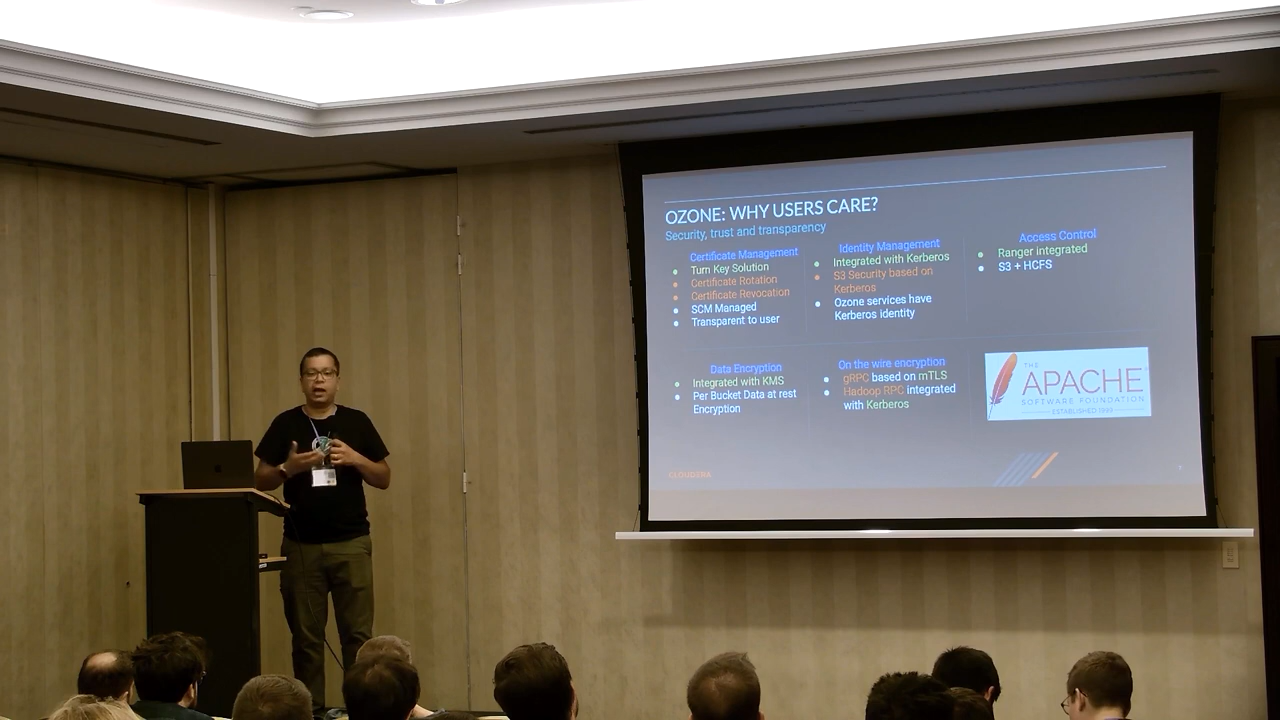 OZONE: WHY USERS CARE?
Security, trust and transparency
Certificate Management
Turn Key Solution
Certificate Rotation
Certificate Revocation
SCM Managed
Transparent to user
Identity Management
Integrated with Kerberos
S3 Security based on
Kerberos
Ozone services have
Kerberos identity
Access Control
Ranger integrated
S3 + HCFS
Data Encryption
Integrated with KMS
Per Bucket Data at rest
Encryption
On the wire encryption
gRPC based on mTLS
Hadoop RPC integrated
with Kerberos
THE
APACHE
SOFTWARE FOUNDATION
ESTABLISHED 1999
CLOUDERA